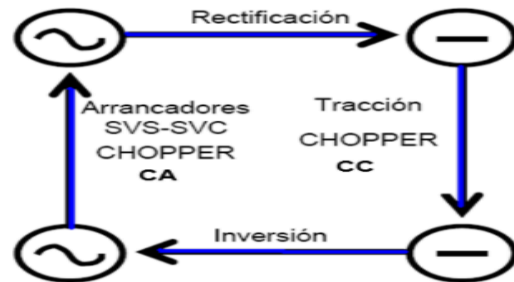 Rectificación
Arrancadores
SVS-SVC
CHOPPER
CA
Tracción
CHOPPER
CC
Inversión